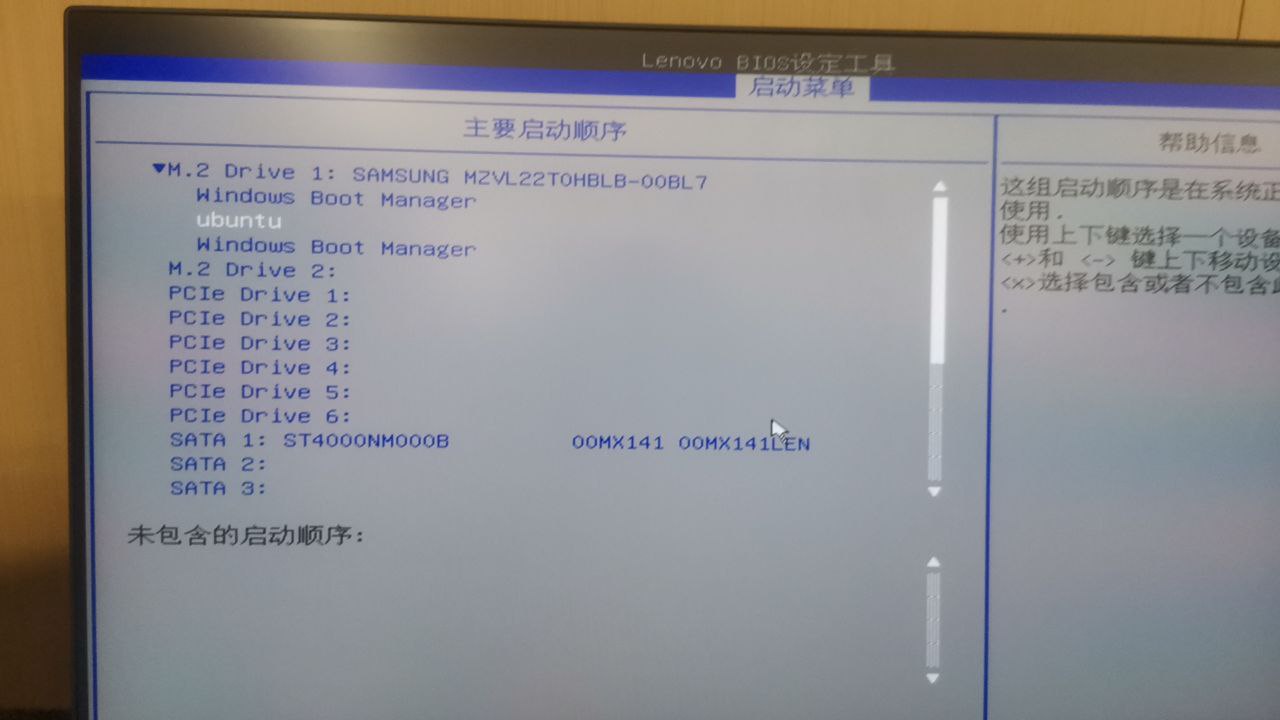 Lenovo BIOS设定工具
启动菜单
主要启动顺序
▼M.2 Drive 1: SAMSUNG MZVL22T0HBLB-00BL7
Windows Boot Manager
ubuntu
Windows Boot Manager
M.2 Drive 2:
PCIe Drive 1:
PCIe Drive 2:
PCIe Drive 3:
PCIe Drive 4:
PCIe Drive 5:
PCIe Drive 6:
SATA 1: ST4000NM000B 00MX141 00MX141LEN
SATA 2:
SATA 3:
未包含的启动顺序:
帮助信息
这组启动顺序是在系统正
使用.
使用上下键选择一个设备
<+>和 <-> 键上下移动设
<x>选择包含或者不包含此
.